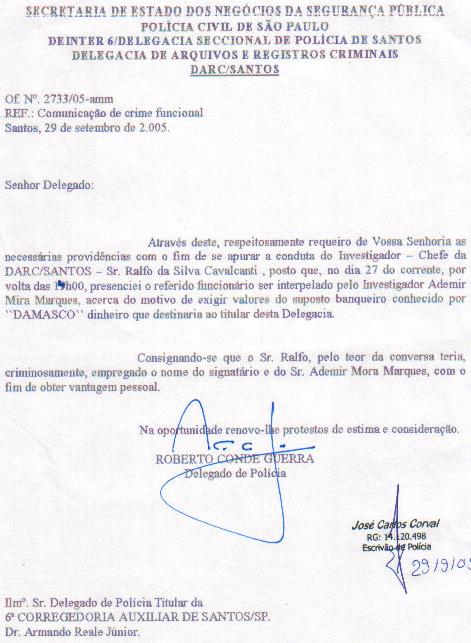 SECRETARIA DE ESTADO DOS NEGÓCIOS DA SEGURANÇA PÚBLICA
POLÍCIA CIVIL DE SÃO PAULO
DEINTER 6/DELEGACIA SECCIONAL DE POLÍCIA DE SANTOS
DELEGACIA DE ARQUIVOS E REGISTROS CRIMINAIS
DARC/SANTOS
Of. Nº. 2733/05-amm
REF.: Comunicação de crime funcional
Santos, 29 de setembro de 2.005.
Senhor Delegado:
Através deste, respeitosamente requeiro de Vossa Senhoria as
necessárias providências com o fim de se apurar a conduta do Investigador – Chefe da
DARC/SANTOS – Sr. Ralfo da Silva Cavalcanti , posto que, no dia 27 do corrente, por
volta das h00, presenciei o referido funcionário ser interpelado pelo Investigador Ademir
Mira Marques, acerca do motivo de exigir valores do suposto banqueiro conhecido por
``DAMASCO´´ dinheiro que destinaria ao titular desta Delegacia.
Consignando-se que o Sr. Ralfo, pelo teor da conversa teria,
criminosamente, empregado o nome do signatário e do Sr. Ademir Mora Marques, com o
fim de obter vantagem pessoal.
Na oportunidade renovo-lhe protestos de estima e consideração.
ROBERTO CONDE GUERRA
Delegado de Polícia
José Carlos Corval
RG: 14.120.498
Escrivão de Polícia
29/9/05
Ilmº. Sr. Delegado de Polícia Titular da
6ª CORREGEDORIA AUXILIAR DE SANTOS/SP.
Dr. Armando Reale Júnior.